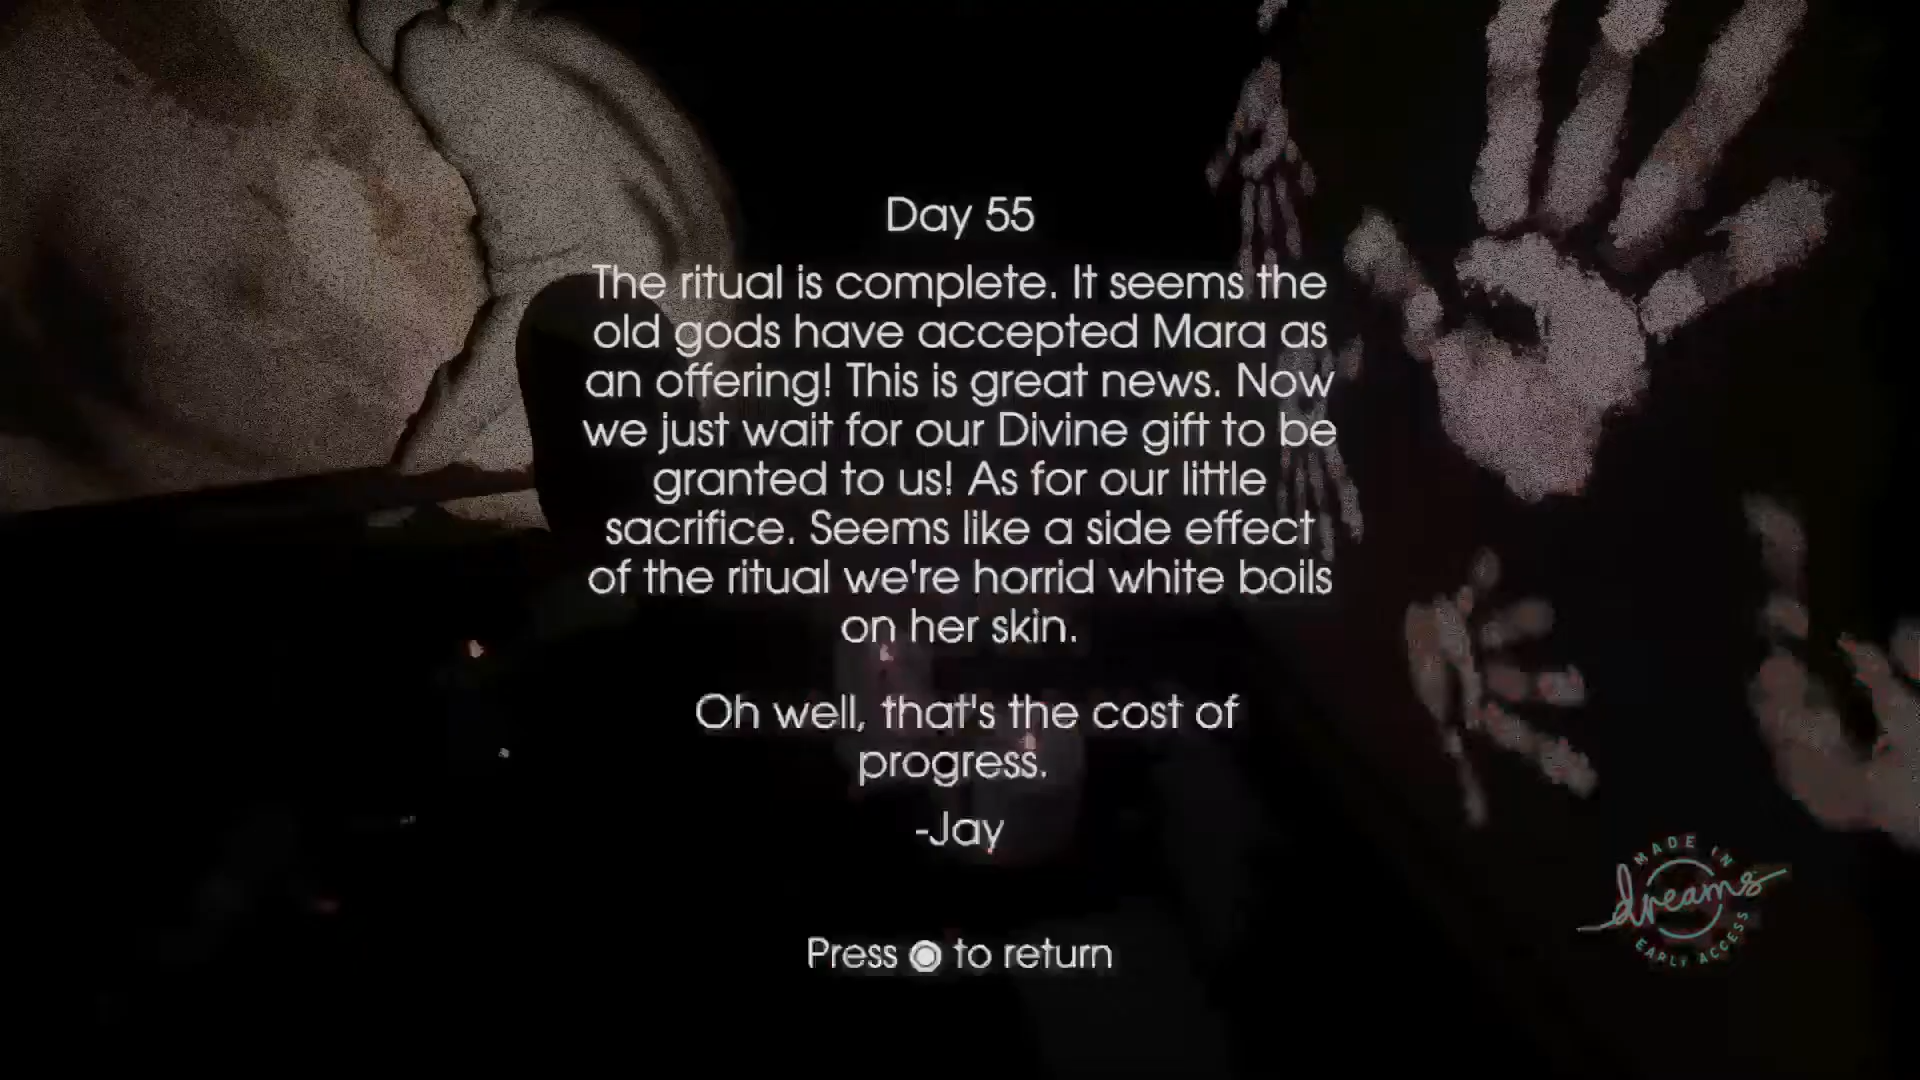 Day 55
The ritual is complete. It seems the
old gods have accepted Mara as
an offering! This is great news. Now
we just wait for our Divine gift to be
granted to us! As for our little
sacrifice. Seems like a side effect
of the ritual we're horrid white boils
on her skin.
Oh well, that's the cost of
progress.
-Jay
MADE IN
dreams
EARLY ACCESS
Press to return